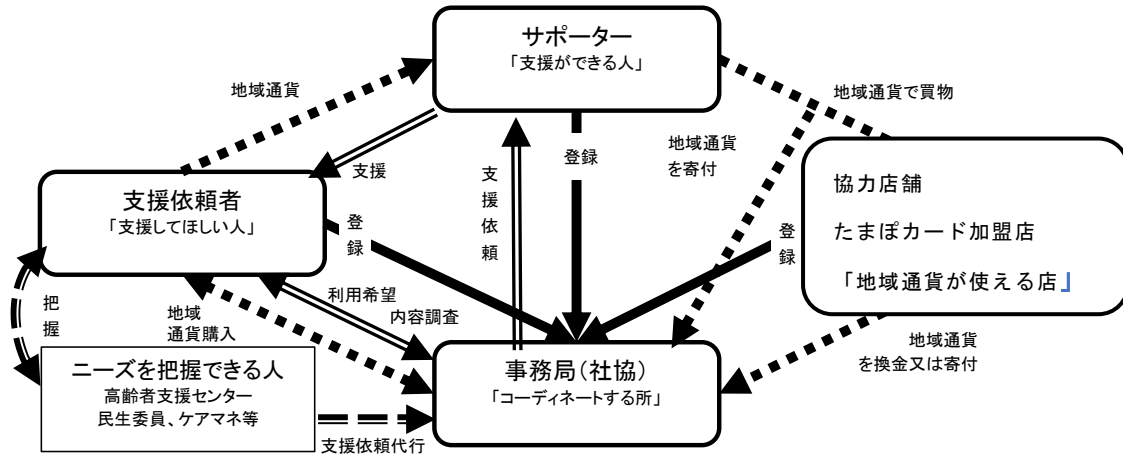 サポーター
「支援ができる人」
地域通貨
地域通貨で買物
支援
登録
地域通貨
を寄付
支援依頼
支援依頼者
「支援してほしい人」
登録
協力店舗
たまぽカード加盟店
「地域通貨が使える店」
登録
把握
利用希望
内容調査
地域
通貨購入
地域通貨
を換金又は寄付
ニーズを把握できる人
高齢者支援センター
民生委員、ケアマネ等
事務局(社協)
「コーディネートする所」
支援依頼代行